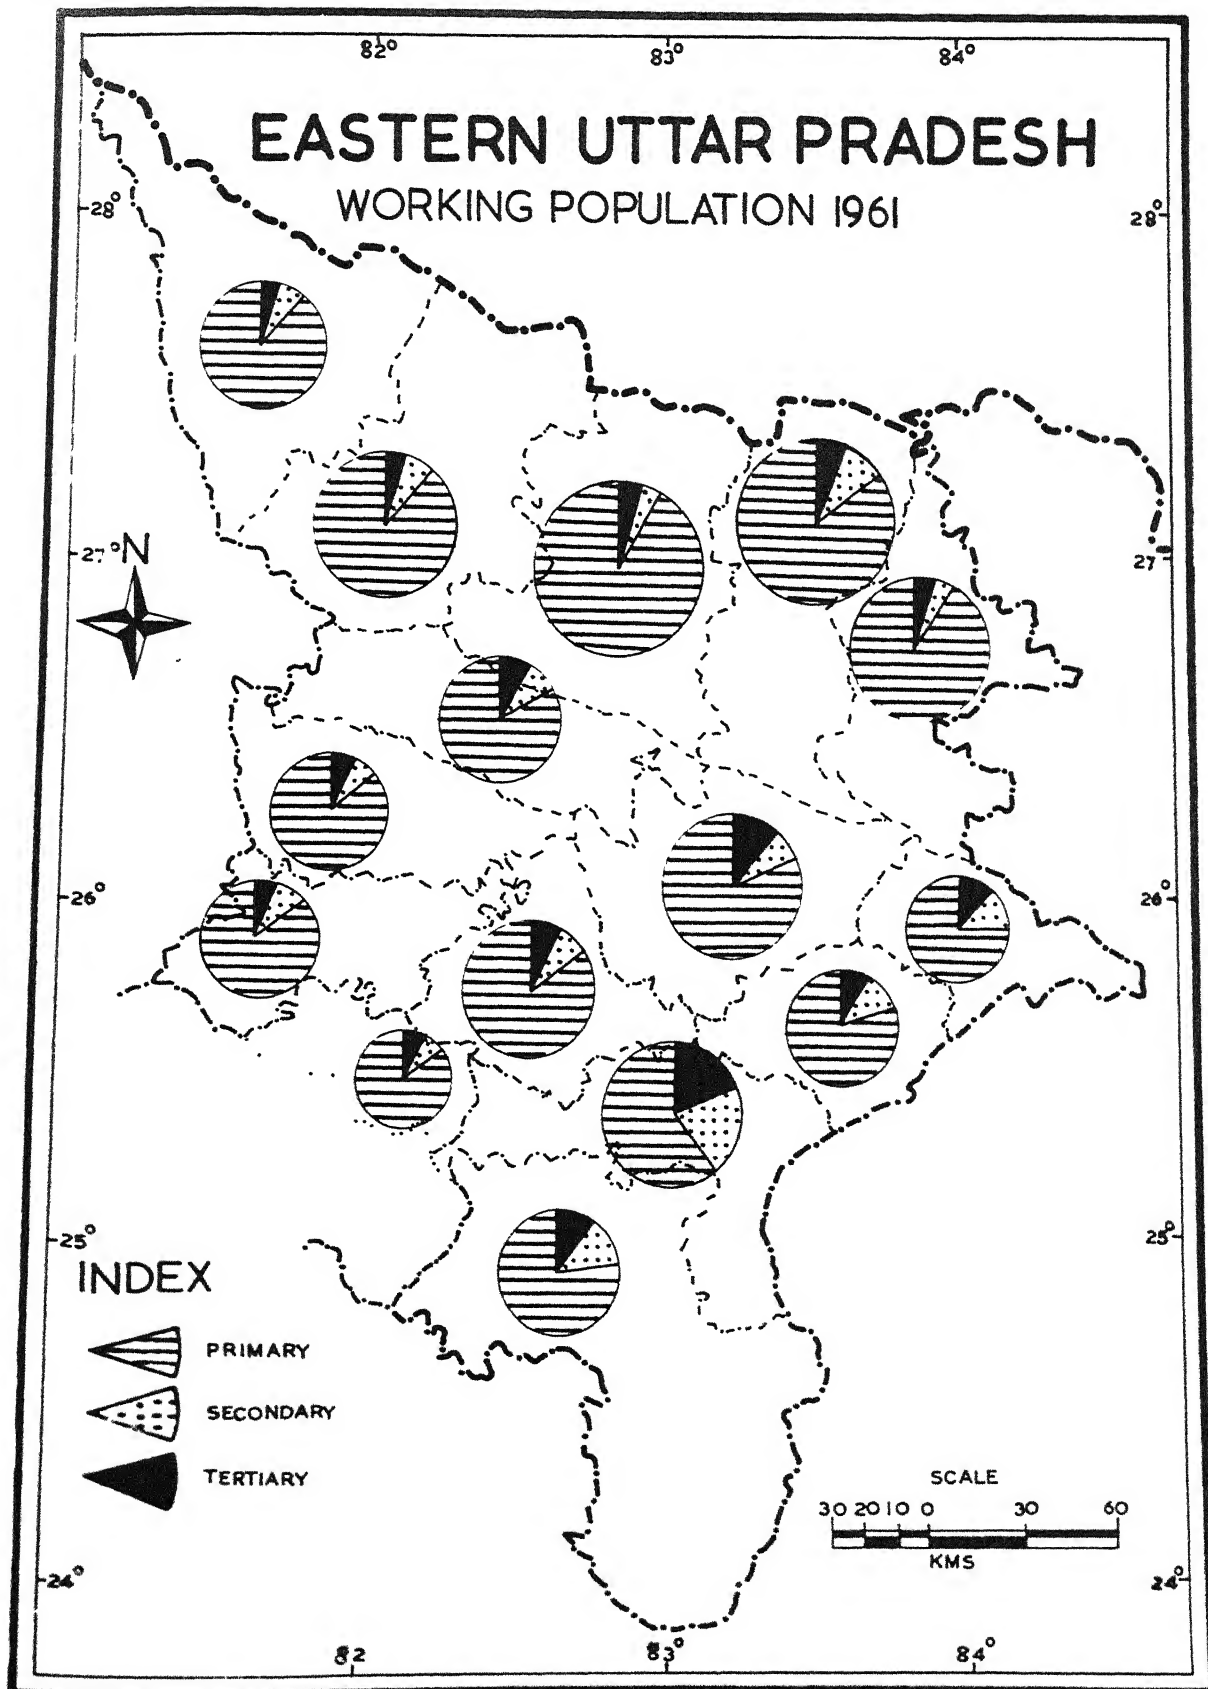 82° 83° 84°
EASTERN UTTAR PRADESH
WORKING POPULATION 1961
28° 28°
27° N 27
26° 26°
25° 25°
INDEX
PRIMARY
SECONDARY
TERTIARY
SCALE
30 20 10 0 30 60
KMS
24° 24°
82 83° 84°